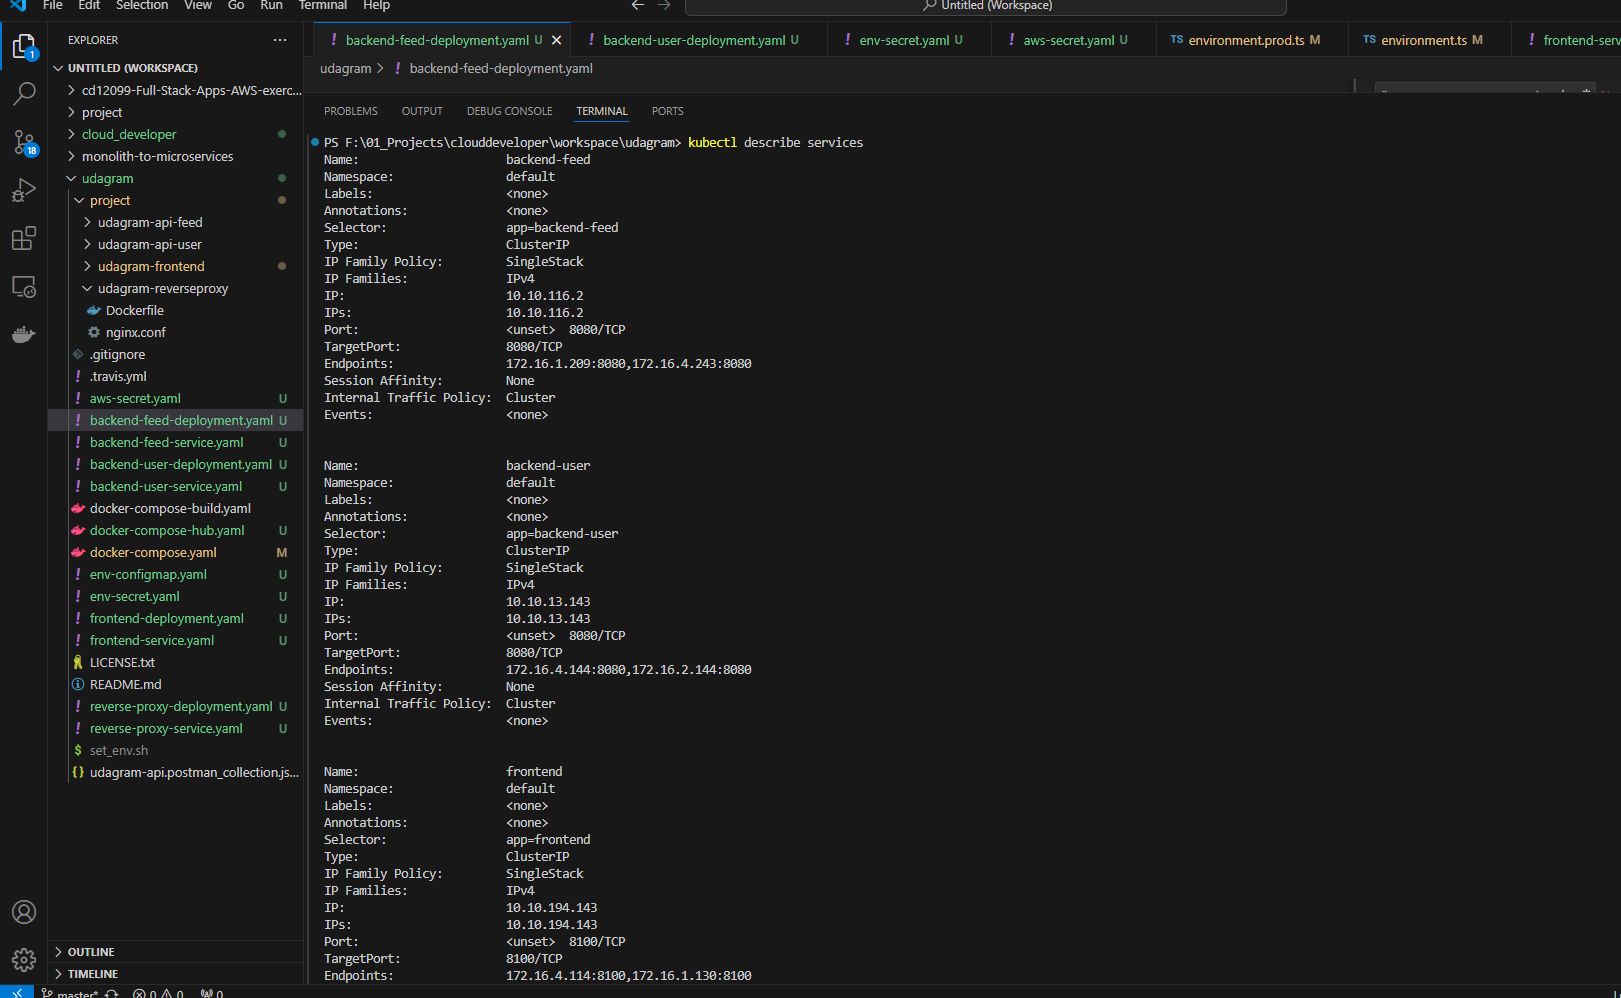 File Edit Selection View Go Run Terminal Help
Untitled (Workspace)
EXPLORER
UNTITLED (WORKSPACE)
cd12099-Full-Stack-Apps-AWS-exerc...
project
cloud_developer
monolith-to-microservices
udagram
project
udagram-api-feed
udagram-api-user
udagram-frontend
udagram-reverseproxy
Dockerfile
nginx.conf
.gitignore
! .travis.yml
! aws-secret.yaml U
! backend-feed-deployment.yaml U
! backend-feed-service.yaml U
! backend-user-deployment.yaml U
! backend-user-service.yaml U
docker-compose-build.yaml
docker-compose-hub.yaml U
docker-compose.yaml M
! env-configmap.yaml U
! env-secret.yaml U
! frontend-deployment.yaml U
! frontend-service.yaml U
LICENSE.txt
README.md
! reverse-proxy-deployment.yaml U
! reverse-proxy-service.yaml U
$ set_env.sh
{} udagram-api.postman_collection.js...
OUTLINE
TIMELINE
1
18
! backend-feed-deployment.yaml U
! backend-user-deployment.yaml U
! env-secret.yaml U
! aws-secret.yaml U
TS environment.prod.ts M
TS environment.ts M
! frontend-serv
udagram > ! backend-feed-deployment.yaml
PROBLEMS OUTPUT DEBUG CONSOLE TERMINAL PORTS
PS F:\01_Projects\clouddeveloper\workspace\udagram> kubectl describe services
Name: backend-feed
Namespace: default
Labels: <none>
Annotations: <none>
Selector: app=backend-feed
Type: ClusterIP
IP Family Policy: SingleStack
IP Families: IPv4
IP: 10.10.116.2
IPs: 10.10.116.2
Port: <unset> 8080/TCP
TargetPort: 8080/TCP
Endpoints: 172.16.1.209:8080,172.16.4.243:8080
Session Affinity: None
Internal Traffic Policy: Cluster
Events: <none>
Name: backend-user
Namespace: default
Labels: <none>
Annotations: <none>
Selector: app=backend-user
Type: ClusterIP
IP Family Policy: SingleStack
IP Families: IPv4
IP: 10.10.13.143
IPs: 10.10.13.143
Port: <unset> 8080/TCP
TargetPort: 8080/TCP
Endpoints: 172.16.4.144:8080,172.16.2.144:8080
Session Affinity: None
Internal Traffic Policy: Cluster
Events: <none>
Name: frontend
Namespace: default
Labels: <none>
Annotations: <none>
Selector: app=frontend
Type: ClusterIP
IP Family Policy: SingleStack
IP Families: IPv4
IP: 10.10.194.143
IPs: 10.10.194.143
Port: <unset> 8100/TCP
TargetPort: 8100/TCP
Endpoints: 172.16.4.114:8100,172.16.1.130:8100
master* 0 0 0